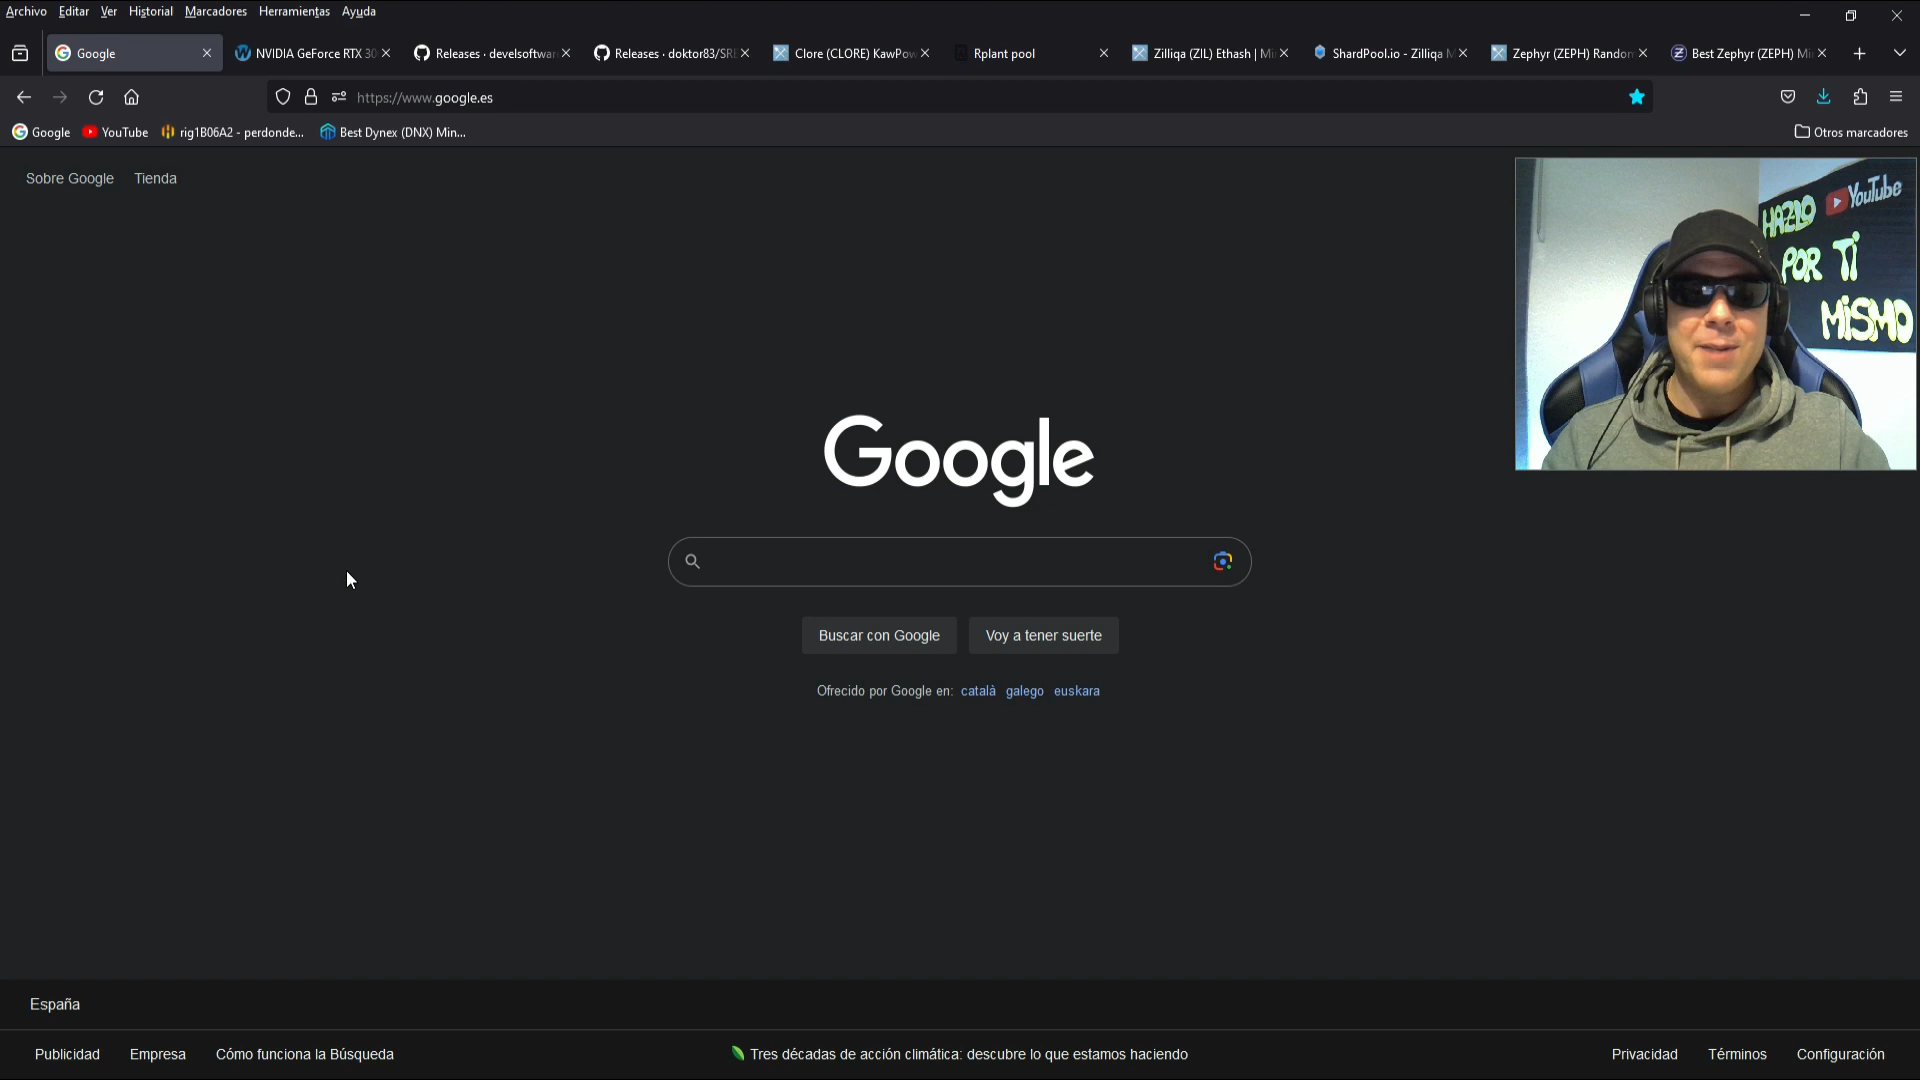 Archivo Editar Ver Historial Marcadores Herramientas Ayuda
Google
NVIDIA GeForce RTX 30
Releases · develsoftwar
Releases · doktor83/SR
Clore (CLORE) KawPow
Rplant pool
Zilliqa (ZIL) Ethash | Mi
ShardPool.io - Zilliqa M
Zephyr (ZEPH) Random
Best Zephyr (ZEPH) Mi
https://www.google.es
Google YouTube rig1B06A2 - perdonde... Best Dynex (DNX) Min... Otros marcadores
Sobre Google Tienda
YouTube
HAZLO
POR Ti
MiSMO
Google
Buscar con Google Voy a tener suerte
Ofrecido por Google en: català galego euskara
España
Publicidad Empresa Cómo funciona la Búsqueda Tres décadas de acción climática: descubre lo que estamos haciendo Privacidad Términos Configuración